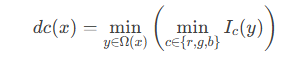 dc(x) = min_{y∈Ω(x)} ( min_{c∈{r,g,b}} I_c(y) )